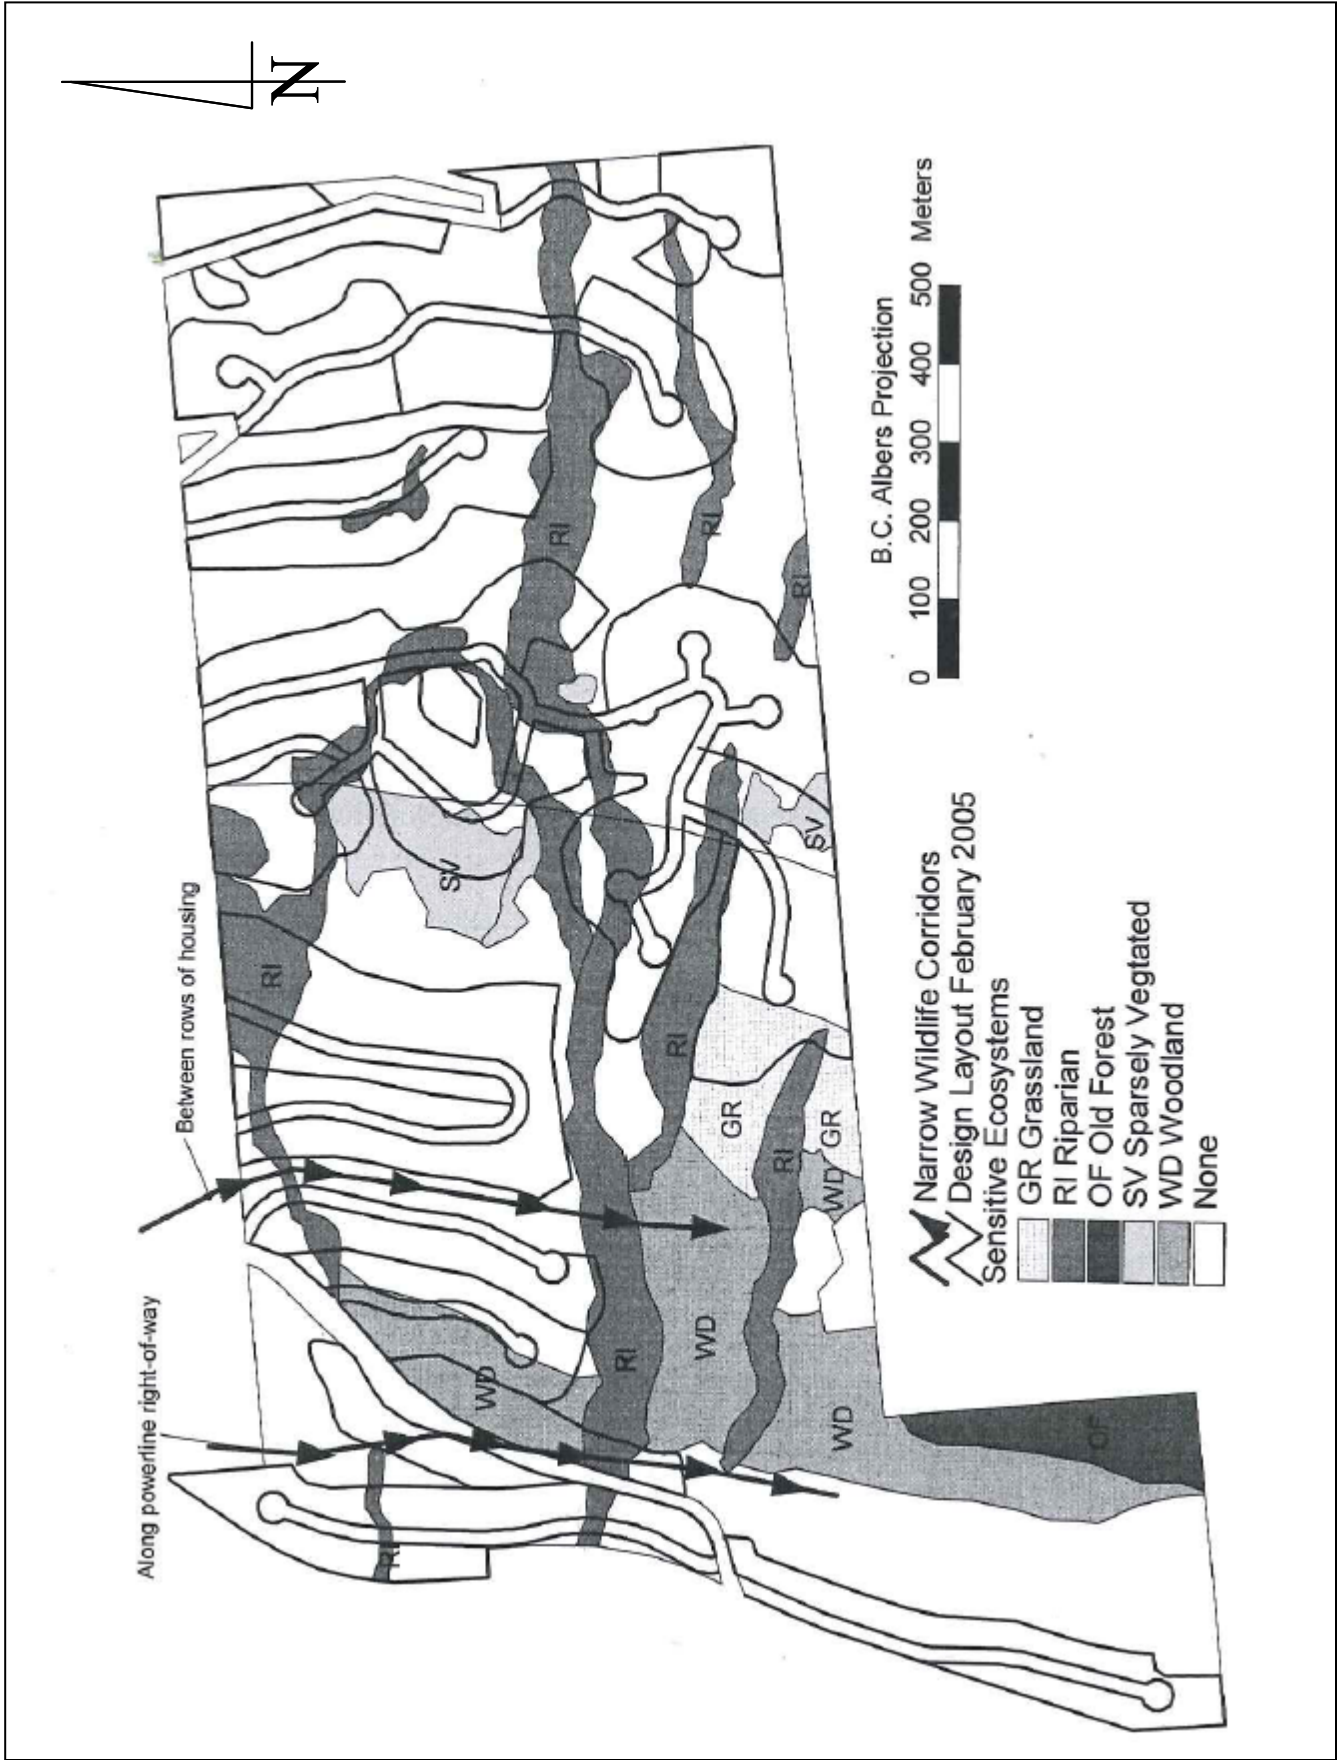 N
Along powerline right-of-way
Between rows of housing
RI
RI
WD
RI
WD
WD
OF
RI
WD
GR
GR
RI
RI
SV
SV
RI
RI
RI
B.C. Albers Projection
0 100 200 300 400 500 Meters
Narrow Wildlife Corridors
Design Layout February 2005
Sensitive Ecosystems
GR Grassland
RI Riparian
OF Old Forest
SV Sparsely Vegtated
WD Woodland
None